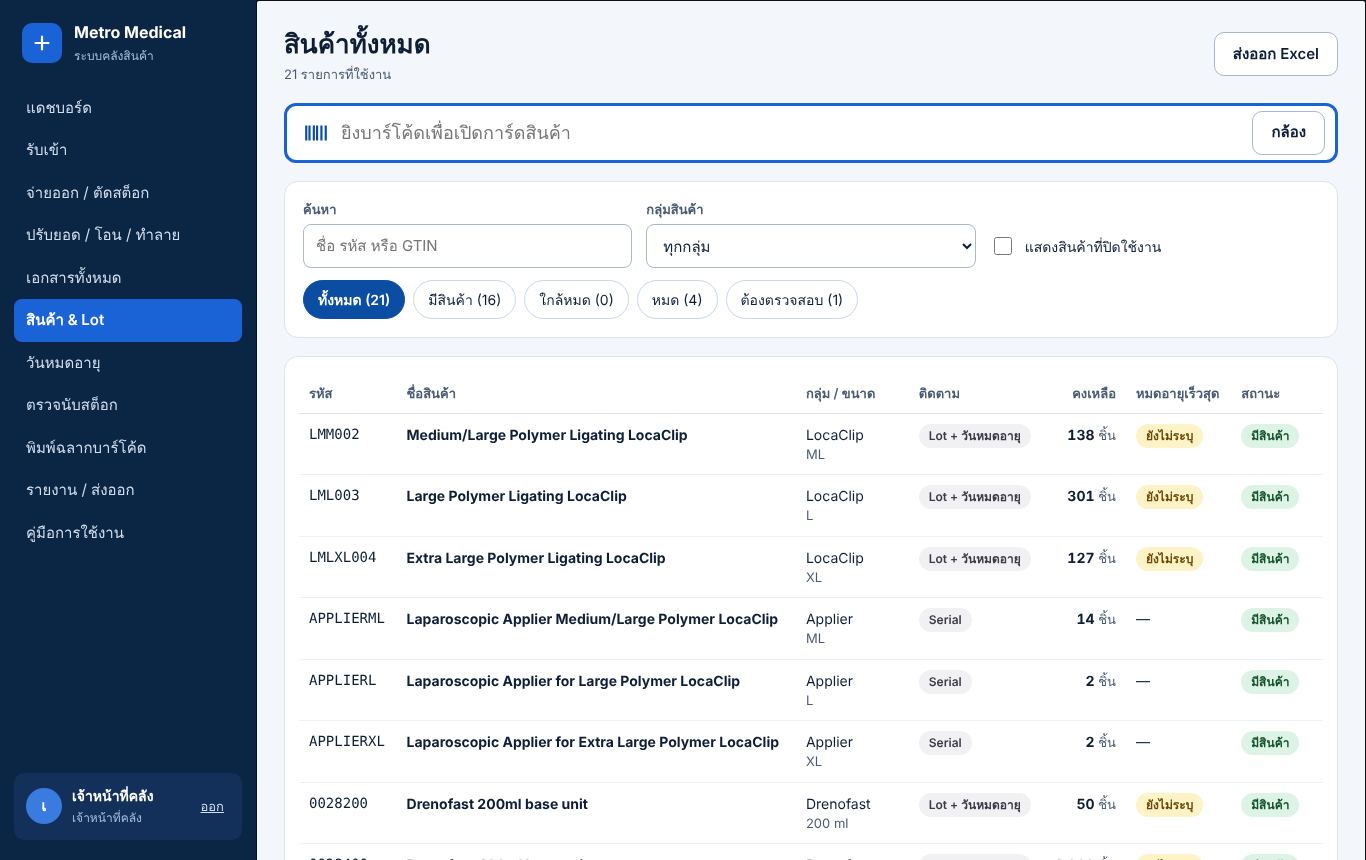 Metro Medical
ระบบคลังสินค้า
แดชบอร์ด
รับเข้า
จ่ายออก / ตัดสต็อก
ปรับยอด / โอน / ทำลาย
เอกสารทั้งหมด
สินค้า & Lot
วันหมดอายุ
ตรวจนับสต็อก
พิมพ์ฉลากบาร์โค้ด
รายงาน / ส่งออก
คู่มือการใช้งาน
เ
เจ้าหน้าที่คลัง
เจ้าหน้าที่คลัง
ออก
สินค้าทั้งหมด
21 รายการที่ใช้งาน
ส่งออก Excel
ยิงบาร์โค้ดเพื่อเปิดการ์ดสินค้า
กล้อง
ค้นหา
ชื่อ รหัส หรือ GTIN
กลุ่มสินค้า
ทุกกลุ่ม
แสดงสินค้าที่ปิดใช้งาน
ทั้งหมด (21) มีสินค้า (16) ใกล้หมด (0) หมด (4) ต้องตรวจสอบ (1)
รหัส ชื่อสินค้า กลุ่ม / ขนาด ติดตาม คงเหลือ หมดอายุเร็วสุด สถานะ
LMM002 Medium/Large Polymer Ligating LocaClip LocaClip Lot + วันหมดอายุ 138 ชิ้น ยังไม่ระบุ มีสินค้า
ML
LML003 Large Polymer Ligating LocaClip LocaClip Lot + วันหมดอายุ 301 ชิ้น ยังไม่ระบุ มีสินค้า
L
LMLXL004 Extra Large Polymer Ligating LocaClip LocaClip Lot + วันหมดอายุ 127 ชิ้น ยังไม่ระบุ มีสินค้า
XL
APPLIERML Laparoscopic Applier Medium/Large Polymer LocaClip Applier Serial 14 ชิ้น — มีสินค้า
ML
APPLIERL Laparoscopic Applier for Large Polymer LocaClip Applier Serial 2 ชิ้น — มีสินค้า
L
APPLIERXL Laparoscopic Applier for Extra Large Polymer LocaClip Applier Serial 2 ชิ้น — มีสินค้า
XL
0028200 Drenofast 200ml base unit Drenofast Lot + วันหมดอายุ 50 ชิ้น ยังไม่ระบุ มีสินค้า
200 ml